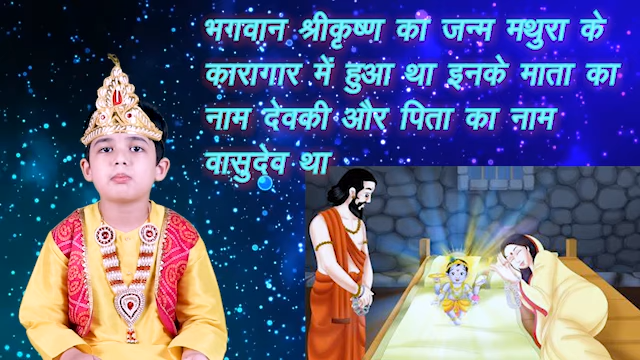 भगवान श्रीकृष्ण का जन्म मथुरा के
कारागार में हुआ था इनके माता का
नाम देवकी और पिता का नाम
वासुदेव था